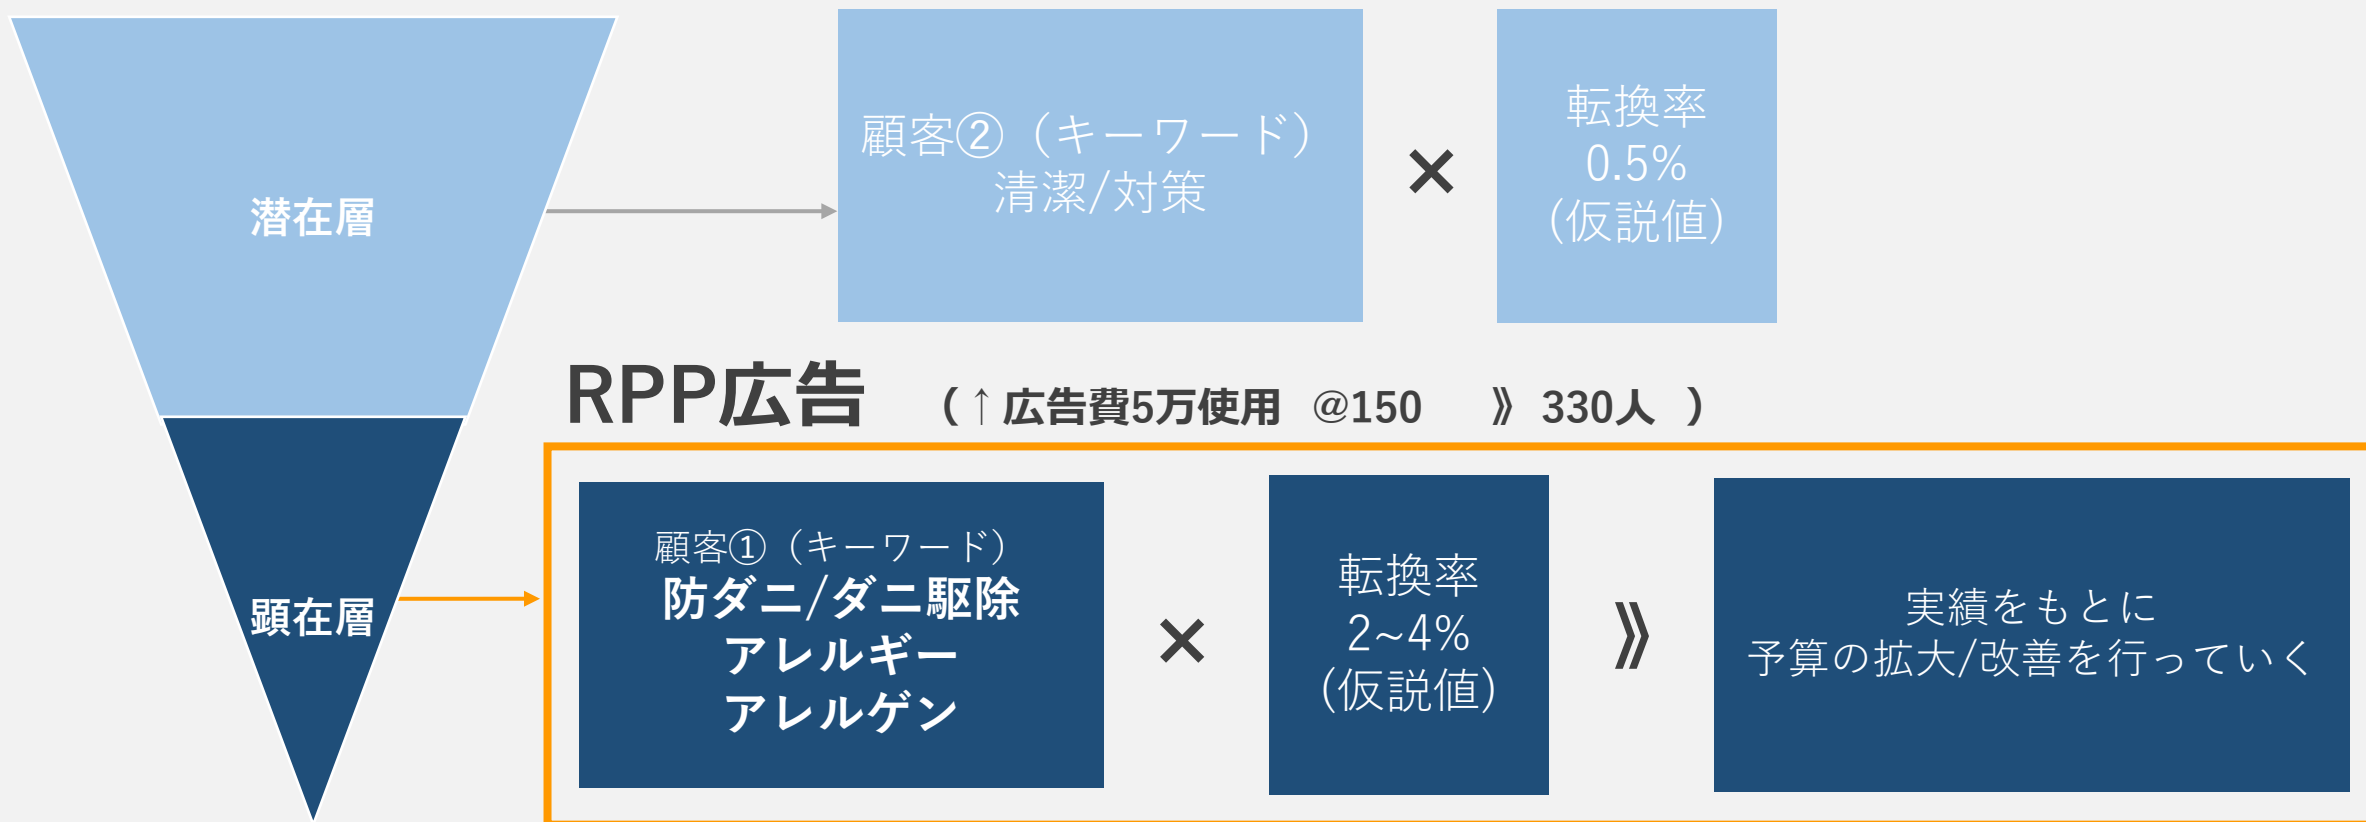 潜在層
顧客②（キーワード）
清潔/対策
×
転換率
0.5%
(仮説値)
RPP広告 （↑広告費5万使用 @150 》 330人 ）
顕在層
顧客①（キーワード）
防ダニ/ダニ駆除
アレルギー
アレルゲン
×
転換率
2~4%
(仮説値)
》
実績をもとに
予算の拡大/改善を行っていく